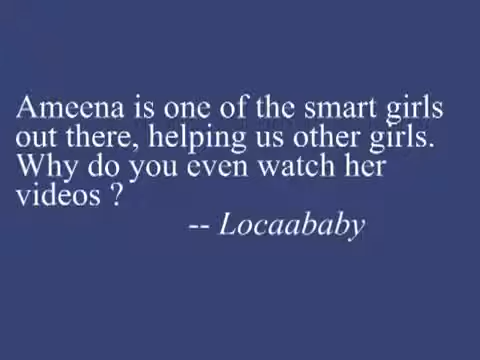 Ameena is one of the smart girls
out there, helping us other girls.
Why do you even watch her
videos ?
-- Locaababy